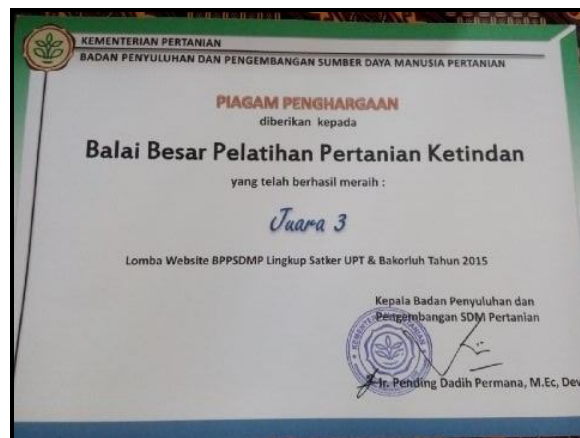 KEMENTERIAN PERTANIAN
BADAN PENYULUHAN DAN PENGEMBANGAN SUMBER DAYA MANUSIA PERTANIAN
PIAGAM PENGHARGAAN
diberikan kepada
Balai Besar Pelatihan Pertanian Ketindan
yang telah berhasil meraih :
Juara 3
Lomba Website BPPSDMP Lingkup Satker UPT & Bakorluh Tahun 2015
Kepala Badan Penyuluhan dan
Pengembangan SDM Pertanian
Ir. Pending Dadih Permana, M.Ec, Dev